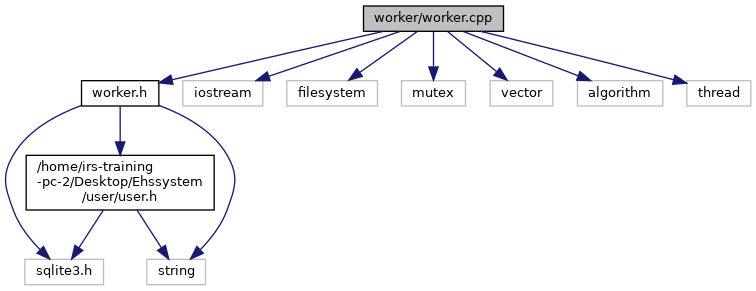 worker/worker.cpp
worker.h
iostream
filesystem
mutex
vector
algorithm
thread
/home/irs-training
-pc-2/Desktop/Ehssystem
/user/user.h
sqlite3.h
string